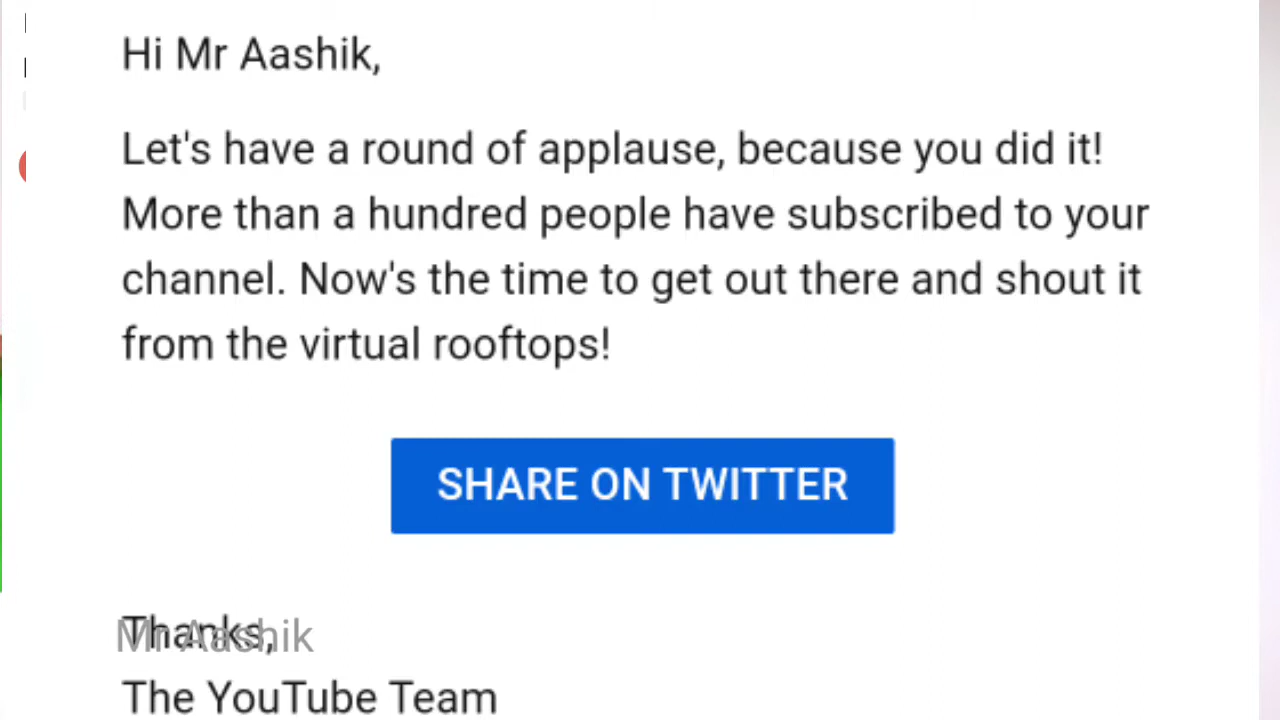 Hi Mr Aashik,
Let's have a round of applause, because you did it!
More than a hundred people have subscribed to your
channel. Now's the time to get out there and shout it
from the virtual rooftops!
SHARE ON TWITTER
Thanks,
Mr Aashik
The YouTube Team